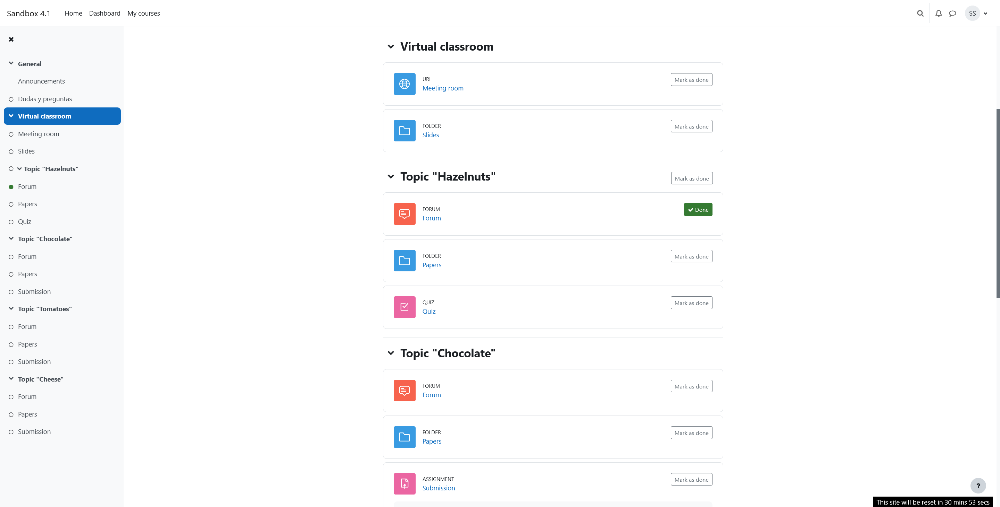 Sandbox 4.1 Home Dashboard My courses SS
General
Announcements
Dudas y preguntas
Virtual classroom
Meeting room
Slides
Topic "Hazelnuts"
Forum
Papers
Quiz
Topic "Chocolate"
Forum
Papers
Submission
Topic "Tomatoes"
Forum
Papers
Submission
Topic "Cheese"
Forum
Papers
Submission
Virtual classroom
URL
Meeting room
Mark as done
FOLDER
Slides
Mark as done
Topic "Hazelnuts"
Mark as done
FORUM
Forum
Done
FOLDER
Papers
Mark as done
QUIZ
Quiz
Mark as done
Topic "Chocolate"
FORUM
Forum
Mark as done
FOLDER
Papers
Mark as done
ASSIGNMENT
Submission
Mark as done
?
This site will be reset in 30 mins 53 secs